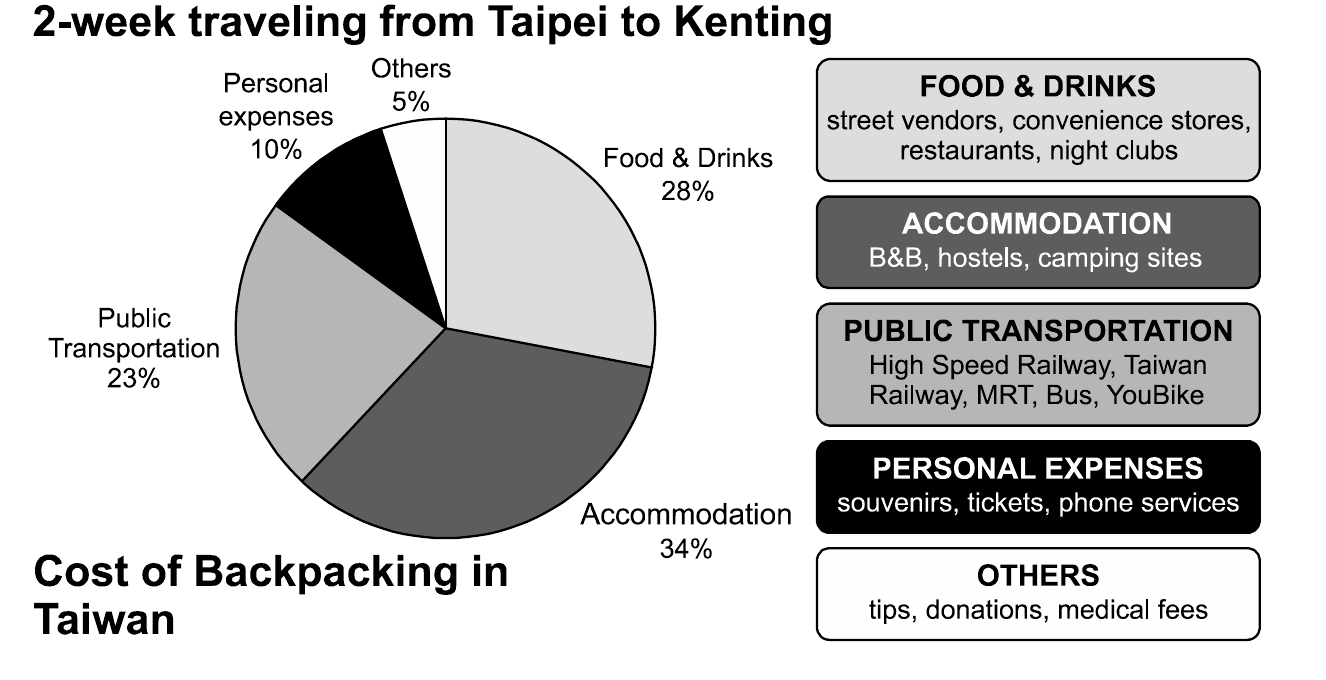 2-week traveling from Taipei to Kenting
Others
5%
Personal
expenses
10%
Food & Drinks
28%
Public
Transportation
23%
Accommodation
34%
Cost of Backpacking in
Taiwan
FOOD & DRINKS
street vendors, convenience stores,
restaurants, night clubs
ACCOMMODATION
B&B, hostels, camping sites
PUBLIC TRANSPORTATION
High Speed Railway, Taiwan
Railway, MRT, Bus, YouBike
PERSONAL EXPENSES
souvenirs, tickets, phone services
OTHERS
tips, donations, medical fees